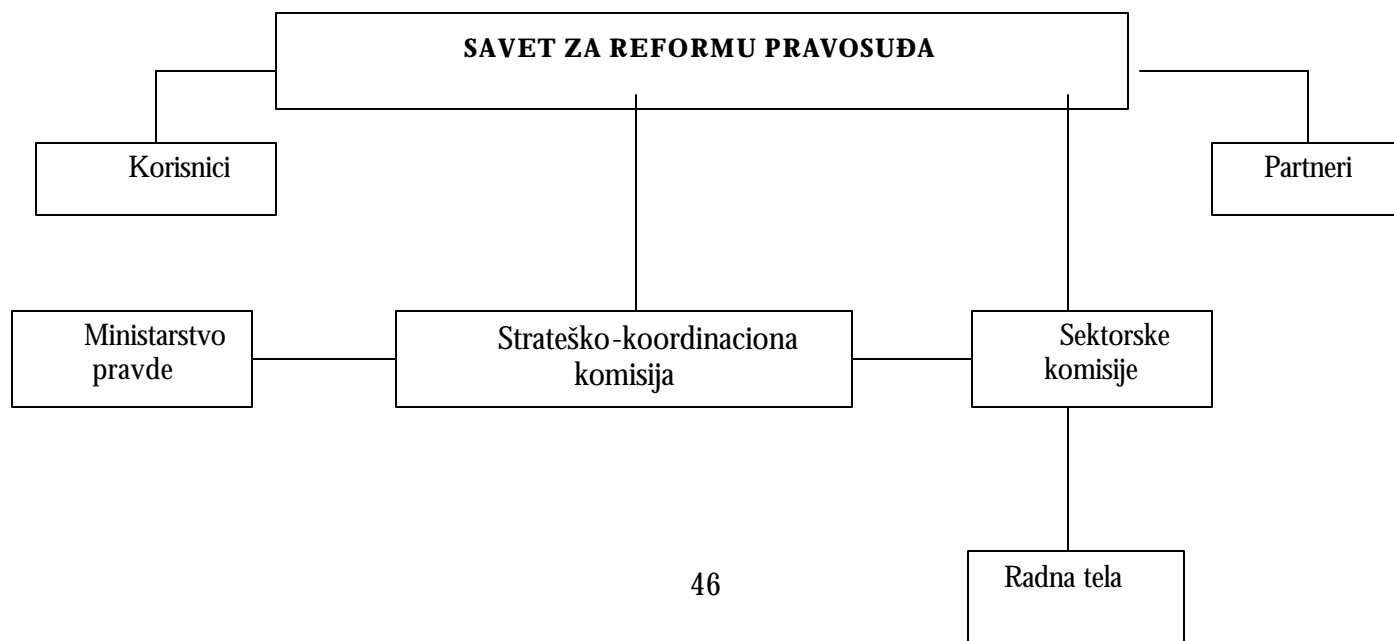 SAVET ZA REFORMU PRAVOSUĐA
Korisnici
Partneri
Ministarstvo
pravde
Strateško-koordinaciona
komisija
Sektorske
komisije
Radna tela
46